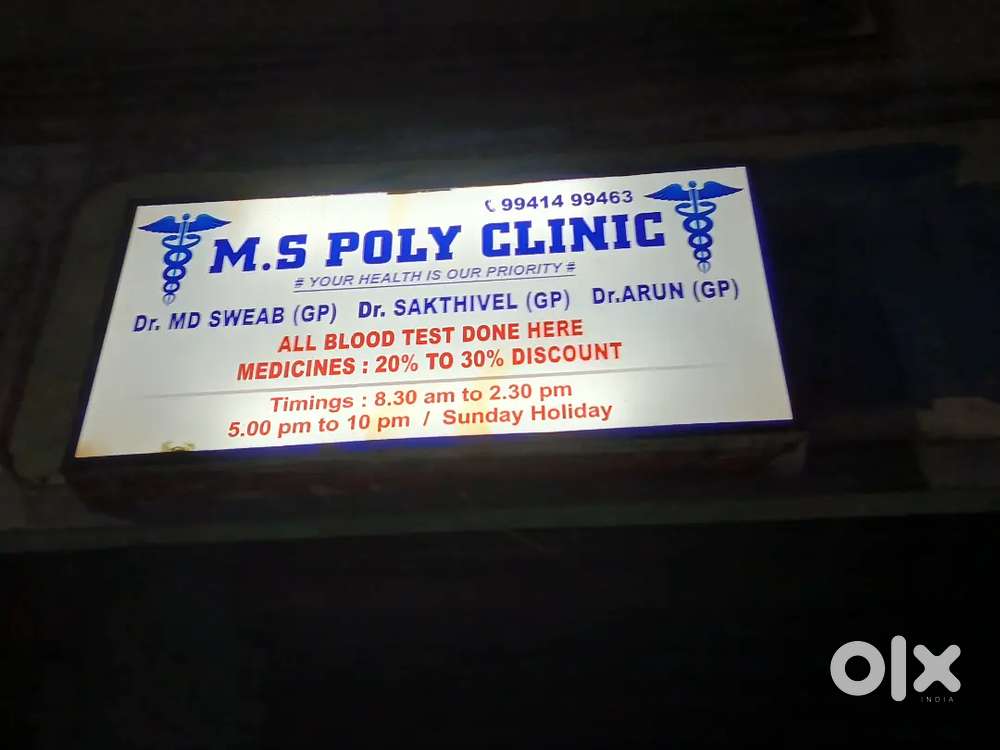 99414 99463
M.S POLY CLINIC
# YOUR HEALTH IS OUR PRIORITY #
Dr. MD SWEAB (GP) Dr. SAKTHIVEL (GP) Dr.ARUN (GP)
ALL BLOOD TEST DONE HERE
MEDICINES : 20% TO 30% DISCOUNT
Timings : 8.30 am to 2.30 pm
5.00 pm to 10 pm / Sunday Holiday
olx
INDIA